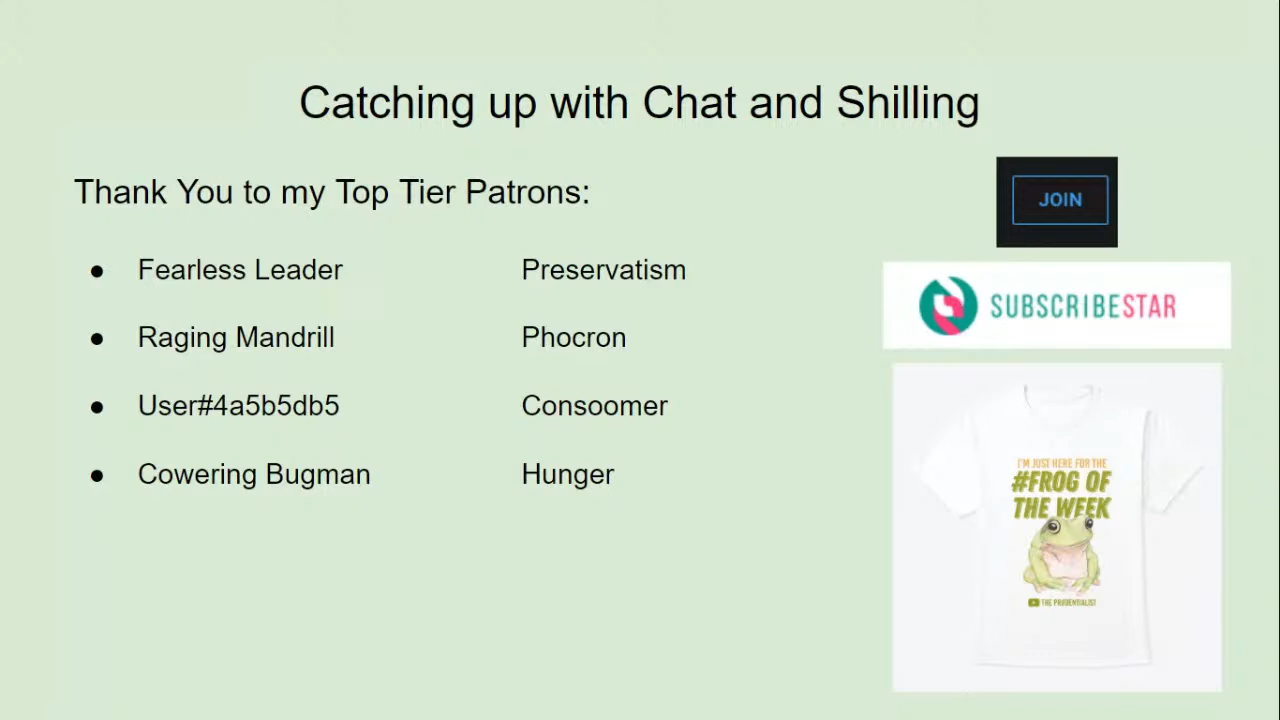 Catching up with Chat and Shilling
Thank You to my Top Tier Patrons:
● Fearless Leader
Preservatism
● Raging Mandrill
Phocron
● User#4a5b5db5
Consoomer
● Cowering Bugman
Hunger
JOIN
SUBSCRIBESTAR
I'M JUST HERE FOR THE
#FROG OF
THE WEEK
THE PRUDENTIALIST